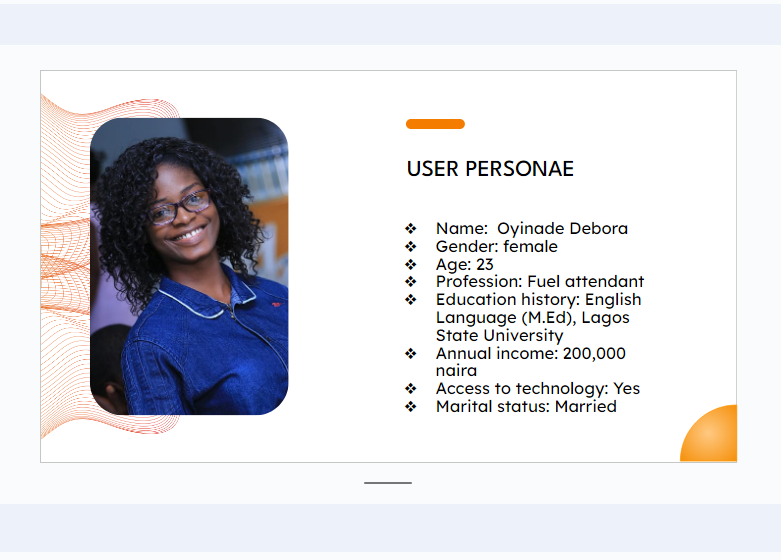 USER PERSONAE
❖ Name:  Oyinade Debora
❖ Gender: female
❖ Age: 23
❖ Profession: Fuel attendant
❖ Education history: English
Language (M.Ed), Lagos
State University
❖ Annual income: 200,000
naira
❖ Access to technology: Yes
❖ Marital status: Married